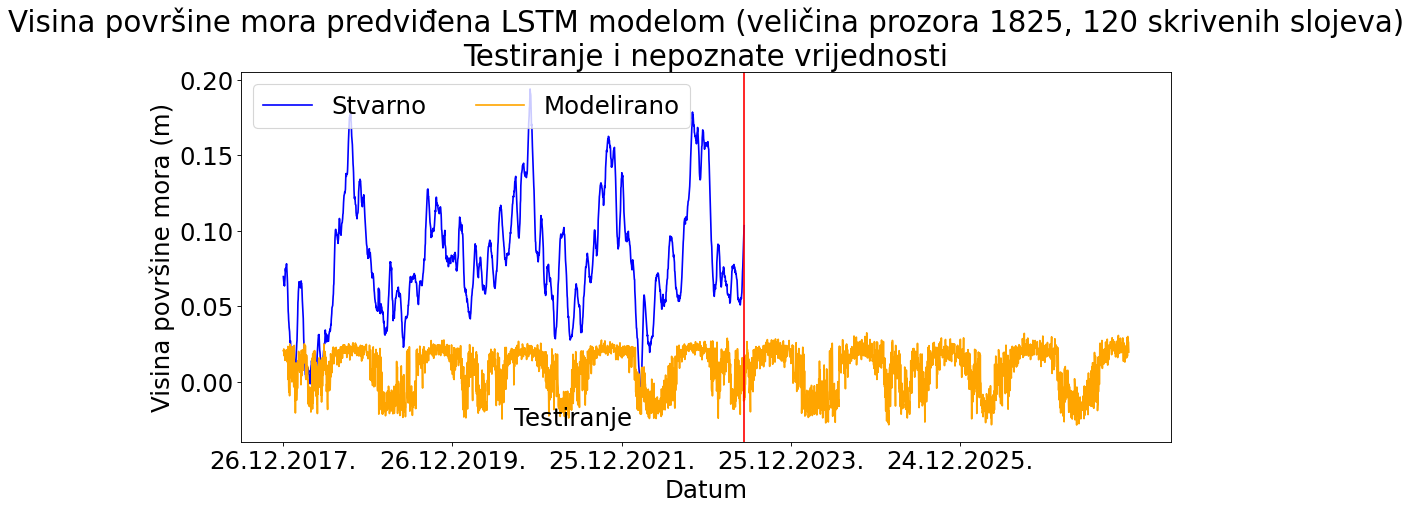 Visina površine mora predviđena LSTM modelom (veličina prozora 1825, 120 skrivenih slojeva)
Testiranje i nepoznate vrijednosti
Stvarno
Modelirano
Visina površine mora (m)
0.20
0.15
0.10
0.05
0.00
Testiranje
26.12.2017.
26.12.2019.
25.12.2021.
25.12.2023.
24.12.2025.
Datum